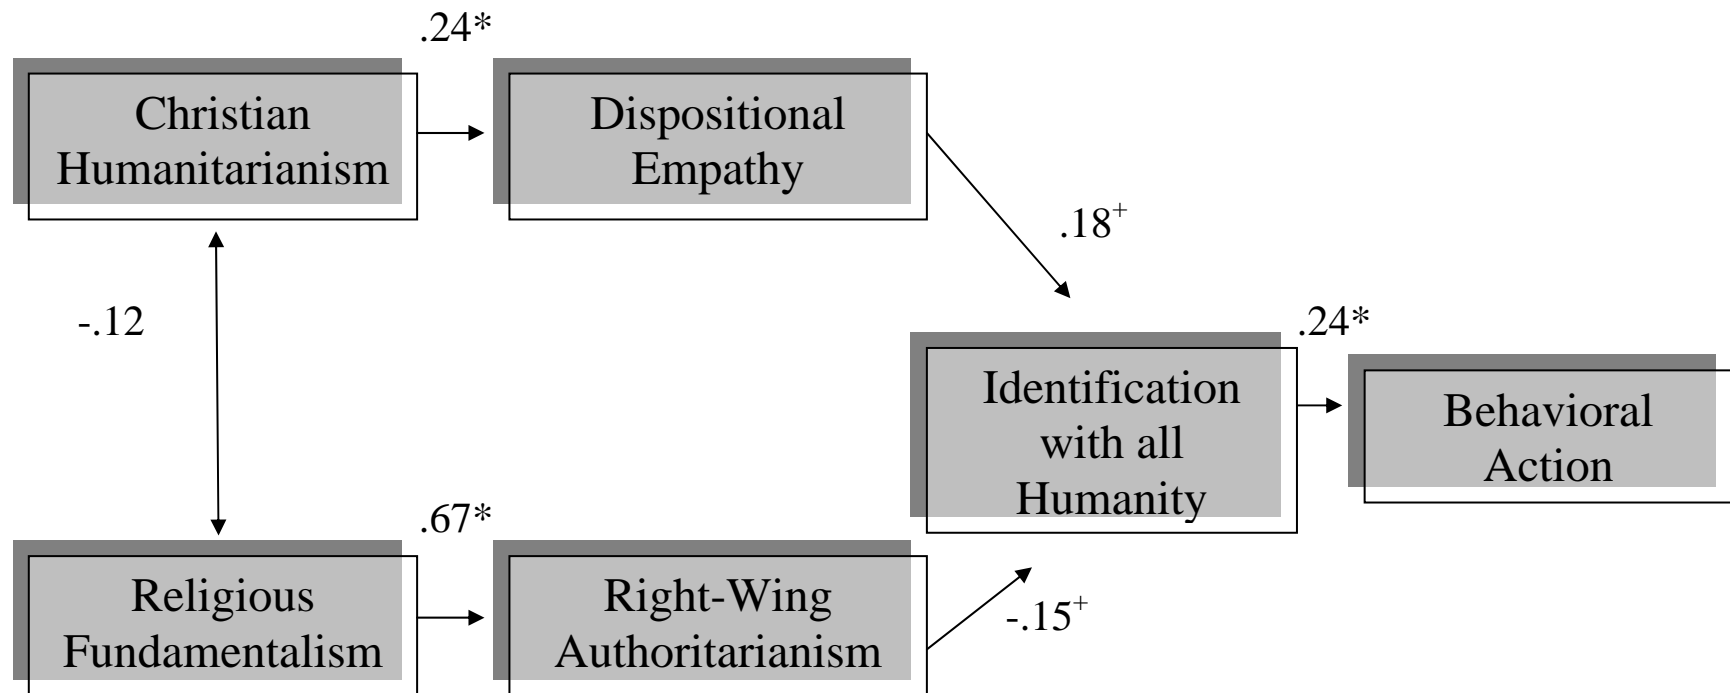 .24*
Christian
Humanitarianism
Dispositional
Empathy
.18+
-.12
.24*
Identification
with all
Humanity
Behavioral
Action
.67*
Religious
Fundamentalism
Right-Wing
Authoritarianism
-.15+